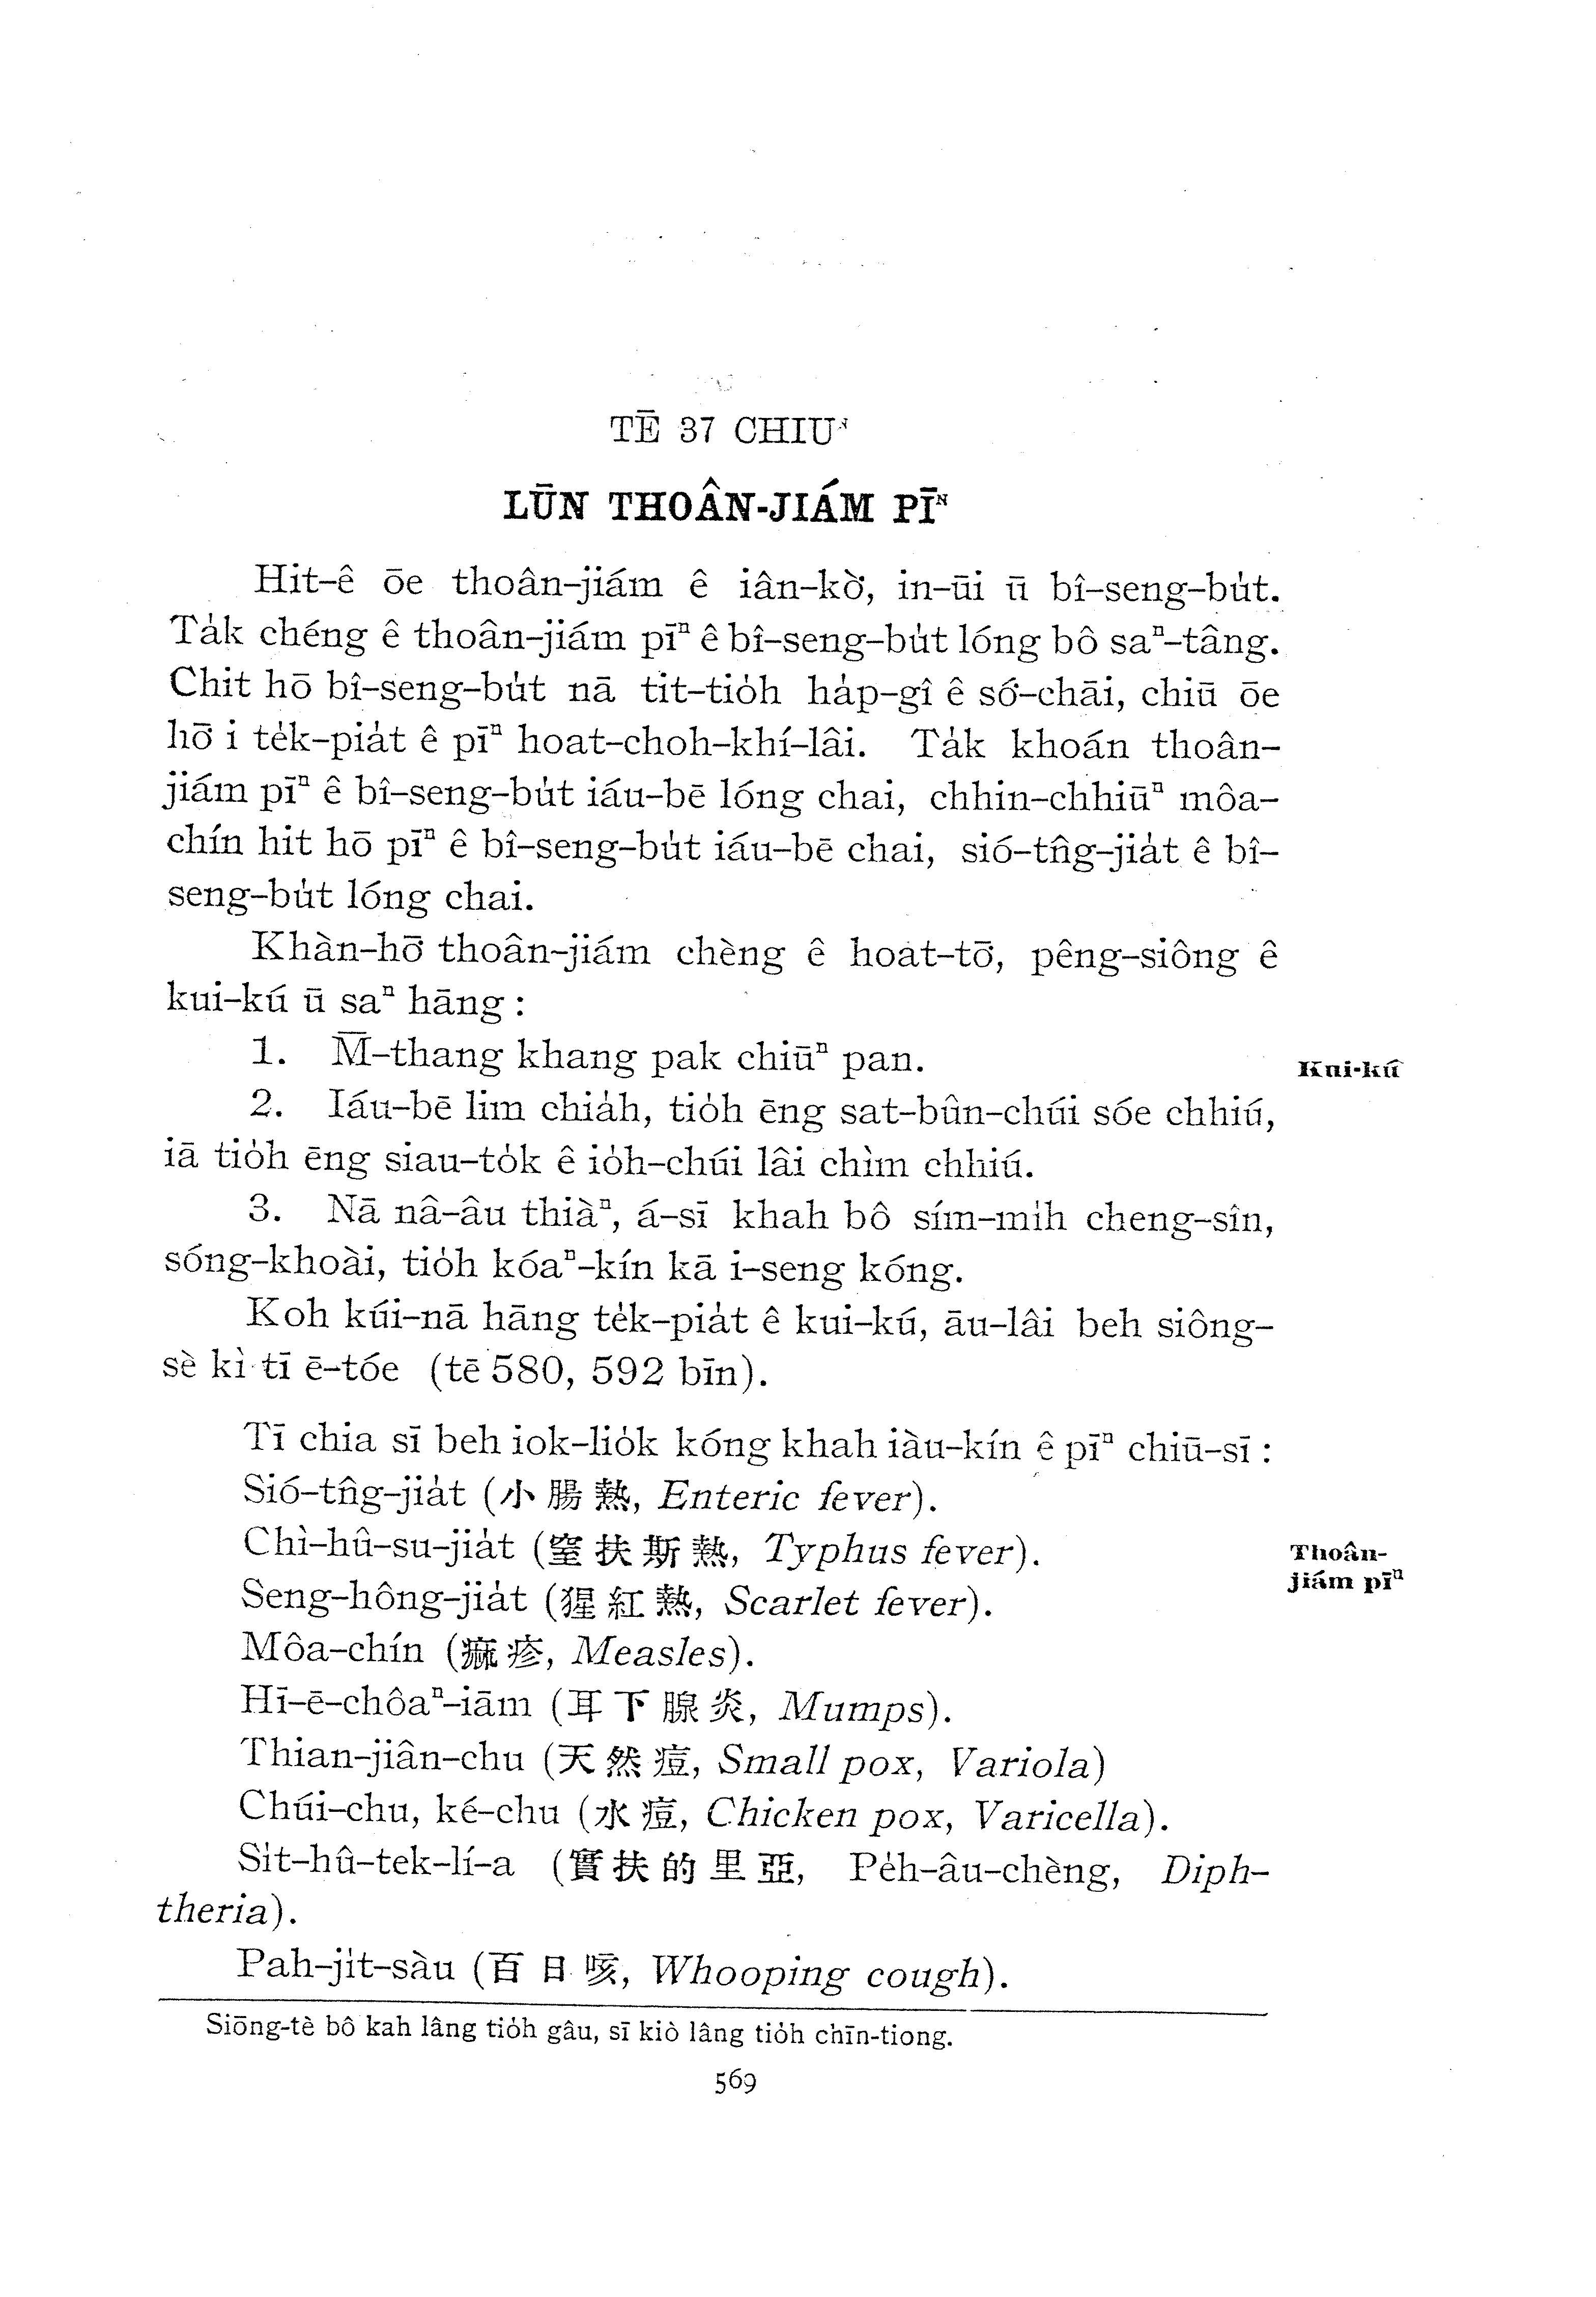 TĒ 37 CHIUᴺ
LŪN THOÂN-JIÁM PĪᴺ
Hit-ê ōe thoân-jiám ê iân-kò͘, in-ūi ū bî-seng-bu̍t.
Ta̍k chéng ê thoân-jiám pīⁿ ê bî-seng-bu̍t lóng bô saⁿ-tâng.
Chit hō bî-seng-bu̍t nā tit-tio̍h ha̍p-gî ê só͘-chāi, chiū ōe
hō͘ i te̍k-pia̍t ê pīⁿ hoat-choh-khí-lâi. Ta̍k khoán thoân-
jiám pīⁿ ê bî-seng-bu̍t iáu-bē lóng chai, chhin-chhiūⁿ môa-
chín hit hō pīⁿ ê bî-seng-bu̍t iáu-bē chai, sió-tn̂g-jia̍t ê bî-
seng-bu̍t lóng chai.
Khàn-hō͘ thoân-jiám chèng ê hoat-tō͘, pêng-siông ê
kui-kú ū saⁿ hāng :
1. M̄-thang khang pak chiūⁿ pan.
Kui-kú
2. Iáu-bē lim chia̍h, tio̍h ēng sat-bûn-chúi sóe chhiú,
iā tio̍h ēng siau-to̍k ê io̍h-chúi lâi chìm chhiú.
3. Nā nâ-âu thiàⁿ, á-sī khah bô sím-mi̍h cheng-sîn,
sóng-khoài, tio̍h kóaⁿ-kín kā i-seng kóng.
Koh kúi-nā hāng te̍k-pia̍t ê kui-kú, āu-lâi beh siông-
sè kì tī ē-tóe (tē 580, 592 bīn).
Tī chia sī beh iok-lio̍k kóng khah iàu-kín ê pīⁿ chiū-sī :
Sió-tn̂g-jia̍t (小腸熱, Enteric fever).
Chì-hû-su-jia̍t (窒扶斯熱, Typhus fever).
Thoân-
jiám pīⁿ
Seng-hông-jia̍t (猩紅熱, Scarlet fever).
Môa-chín (痲疹, Measles).
Hī-ē-chôaⁿ-iām (耳下腺炎, Mumps).
Thian-jiân-chu (天然痘, Small pox, Variola)
Chúi-chu, ké-chu (水痘, Chicken pox, Varicella).
Si̍t-hû-tek-lí-a (實扶的里亞, Pe̍h-âu-chèng, Diph-
theria).
Pah-ji̍t-sàu (百日咳, Whooping cough).
Siōng-tè bô kah lâng tio̍h gâu, sī kiò lâng tio̍h chīn-tiong.
569